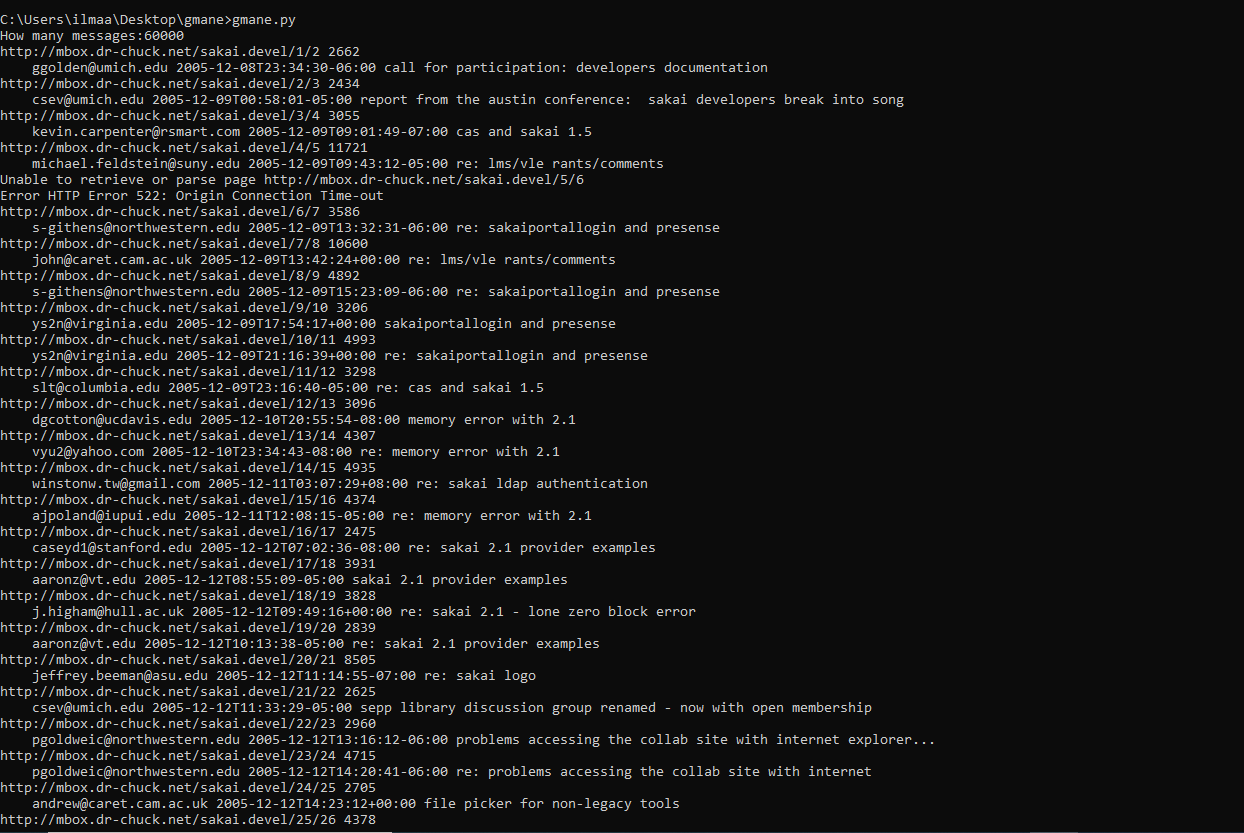 C:\Users\ilmaa\Desktop\gmane>gmane.py
How many messages:60000
http://mbox.dr-chuck.net/sakai.devel/1/2 2662
    ggolden@umich.edu 2005-12-08T23:34:30-06:00 call for participation: developers documentation
http://mbox.dr-chuck.net/sakai.devel/2/3 2434
    csev@umich.edu 2005-12-09T00:58:01-05:00 report from the austin conference:  sakai developers break into song
http://mbox.dr-chuck.net/sakai.devel/3/4 3055
    kevin.carpenter@rsmart.com 2005-12-09T09:01:49-07:00 cas and sakai 1.5
http://mbox.dr-chuck.net/sakai.devel/4/5 11721
    michael.feldstein@suny.edu 2005-12-09T09:43:12-05:00 re: lms/vle rants/comments
Unable to retrieve or parse page http://mbox.dr-chuck.net/sakai.devel/5/6
Error HTTP Error 522: Origin Connection Time-out
http://mbox.dr-chuck.net/sakai.devel/6/7 3586
    s-githens@northwestern.edu 2005-12-09T13:32:31-06:00 re: sakaiportallogin and presense
http://mbox.dr-chuck.net/sakai.devel/7/8 10600
    john@caret.cam.ac.uk 2005-12-09T13:42:24+00:00 re: lms/vle rants/comments
http://mbox.dr-chuck.net/sakai.devel/8/9 4892
    s-githens@northwestern.edu 2005-12-09T15:23:09-06:00 re: sakaiportallogin and presense
http://mbox.dr-chuck.net/sakai.devel/9/10 3206
    ys2n@virginia.edu 2005-12-09T17:54:17+00:00 sakaiportallogin and presense
http://mbox.dr-chuck.net/sakai.devel/10/11 4993
    ys2n@virginia.edu 2005-12-09T21:16:39+00:00 re: sakaiportallogin and presense
http://mbox.dr-chuck.net/sakai.devel/11/12 3298
    slt@columbia.edu 2005-12-09T23:16:40-05:00 re: cas and sakai 1.5
http://mbox.dr-chuck.net/sakai.devel/12/13 3096
    dgcotton@ucdavis.edu 2005-12-10T20:55:54-08:00 memory error with 2.1
http://mbox.dr-chuck.net/sakai.devel/13/14 4307
    vyu2@yahoo.com 2005-12-10T23:34:43-08:00 re: memory error with 2.1
http://mbox.dr-chuck.net/sakai.devel/14/15 4935
    winstonw.tw@gmail.com 2005-12-11T03:07:29+08:00 re: sakai ldap authentication
http://mbox.dr-chuck.net/sakai.devel/15/16 4374
    ajpoland@iupui.edu 2005-12-11T12:08:15-05:00 re: memory error with 2.1
http://mbox.dr-chuck.net/sakai.devel/16/17 2475
    caseyd1@stanford.edu 2005-12-12T07:02:36-08:00 re: sakai 2.1 provider examples
http://mbox.dr-chuck.net/sakai.devel/17/18 3931
    aaronz@vt.edu 2005-12-12T08:55:09-05:00 sakai 2.1 provider examples
http://mbox.dr-chuck.net/sakai.devel/18/19 3828
    j.higham@hull.ac.uk 2005-12-12T09:49:16+00:00 re: sakai 2.1 - lone zero block error
http://mbox.dr-chuck.net/sakai.devel/19/20 2839
    aaronz@vt.edu 2005-12-12T10:13:38-05:00 re: sakai 2.1 provider examples
http://mbox.dr-chuck.net/sakai.devel/20/21 8505
    jeffrey.beeman@asu.edu 2005-12-12T11:14:55-07:00 re: sakai logo
http://mbox.dr-chuck.net/sakai.devel/21/22 2625
    csev@umich.edu 2005-12-12T11:33:29-05:00 sepp library discussion group renamed - now with open membership
http://mbox.dr-chuck.net/sakai.devel/22/23 2960
    pgoldweic@northwestern.edu 2005-12-12T13:16:12-06:00 problems accessing the collab site with internet explorer...
http://mbox.dr-chuck.net/sakai.devel/23/24 4715
    pgoldweic@northwestern.edu 2005-12-12T14:20:41-06:00 re: problems accessing the collab site with internet
http://mbox.dr-chuck.net/sakai.devel/24/25 2705
    andrew@caret.cam.ac.uk 2005-12-12T14:23:12+00:00 file picker for non-legacy tools
http://mbox.dr-chuck.net/sakai.devel/25/26 4378